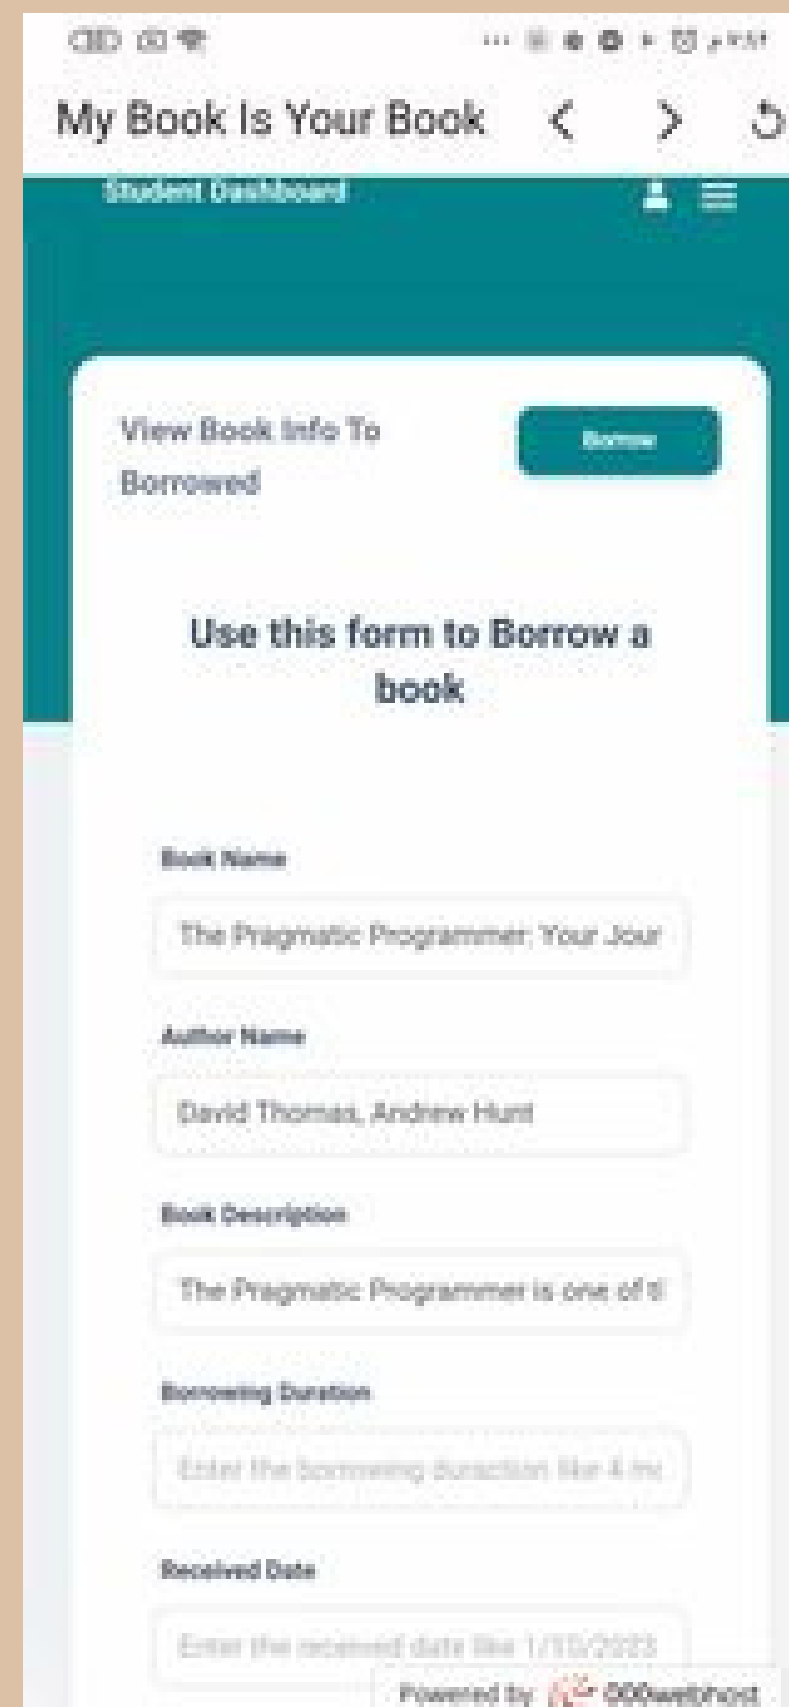 My Book Is Your Book
Student Dashboard
View Book Info To
Borrowed
Borrow
Use this form to Borrow a
book
Book Name
The Pragmatic Programmer: Your Jour
Author Name
David Thomas, Andrew Hunt
Book Description
The Pragmatic Programmer is one of t
Borrowing Duration
Enter the borrowing duraction like 4 mo
Received Date
Enter the received date like 1/10/2023
Powered by 000webhost